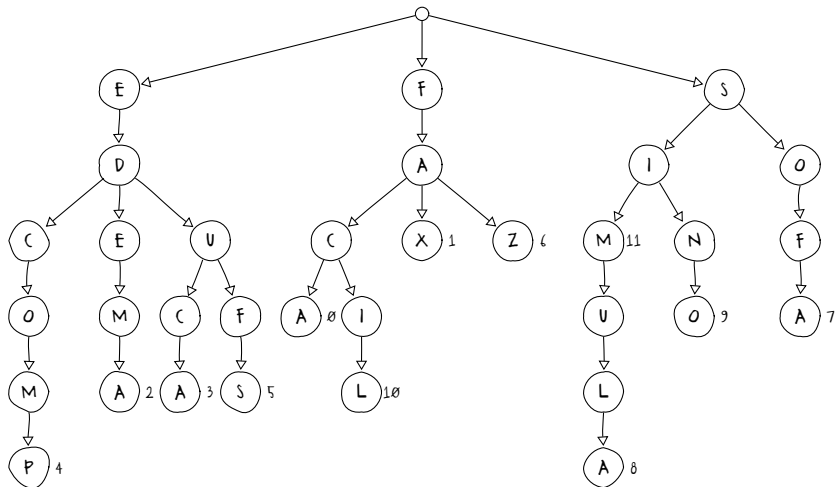 E F S
D A I O
C E U C X 1 Z 6 M 11 N F
O M C F A 0 I U O 9 A 7
M A 2 A 3 S 5 L 10 L
P 4 A 8